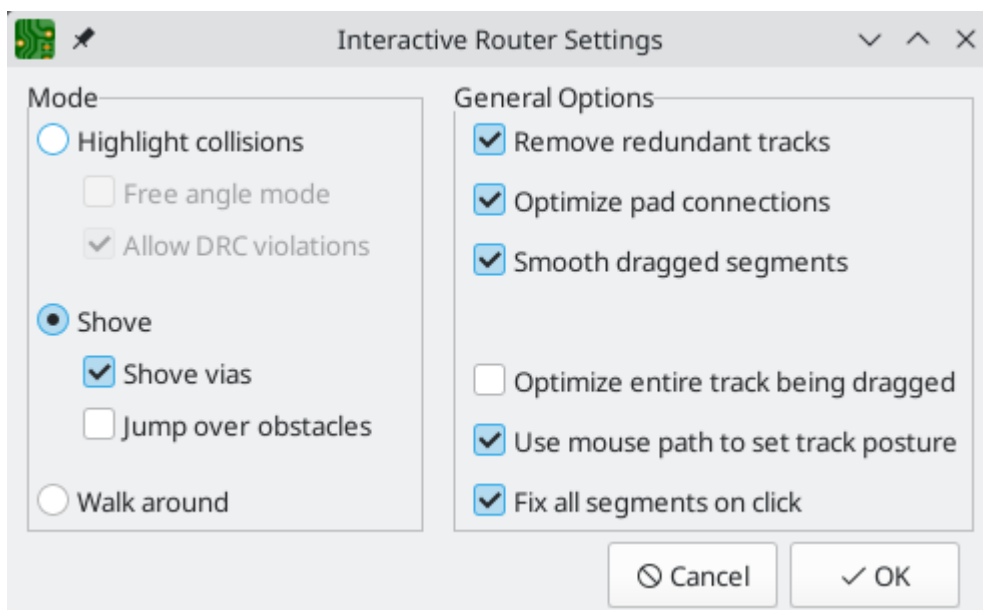 Interactive Router Settings
Mode
Highlight collisions
Free angle mode
Allow DRC violations
Shove
Shove vias
Jump over obstacles
Walk around
General Options
Remove redundant tracks
Optimize pad connections
Smooth dragged segments
Optimize entire track being dragged
Use mouse path to set track posture
Fix all segments on click
Cancel
OK